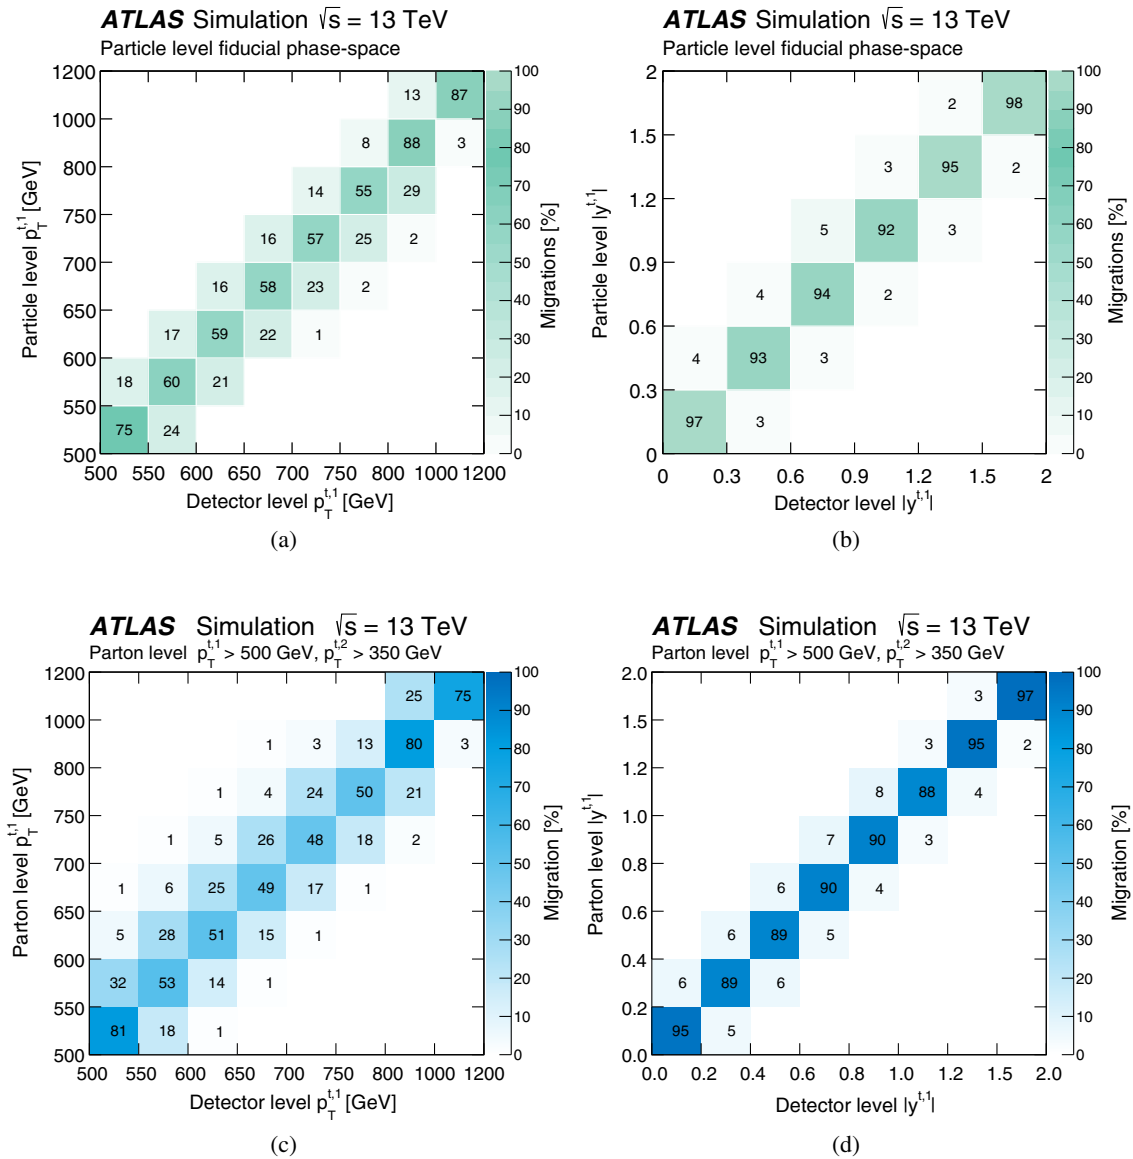 ATLAS Simulation √s = 13 TeV
Particle level fiducial phase-space
1200
1000
800
750
700
650
600
550
500
Particle level p_T^{t,1} [GeV]
13 87
8 88 3
14 55 29
16 57 25 2
16 58 23 2
17 59 22 1
18 60 21
75 24
500 550 600 650 700 750 800 1000 1200
Detector level p_T^{t,1} [GeV]
100
90
80
70
60
50
40
30
20
10
0
Migrations [%]
(a)
ATLAS Simulation √s = 13 TeV
Particle level fiducial phase-space
2
1.5
1.2
0.9
0.6
0.3
0
Particle level |y^{t,1}|
2 98
3 95 2
5 92 3
4 94 2
4 93 3
97 3
0 0.3 0.6 0.9 1.2 1.5 2
Detector level |y^{t,1}|
100
90
80
70
60
50
40
30
20
10
0
Migrations [%]
(b)
ATLAS Simulation √s = 13 TeV
Parton level p_T^{t,1} > 500 GeV, p_T^{t,2} > 350 GeV
1200
1000
800
750
700
650
600
550
500
Parton level p_T^{t,1} [GeV]
25 75
1 3 13 80 3
1 4 24 50 21
1 5 26 48 18 2
1 6 25 49 17 1
5 28 51 15 1
32 53 14 1
81 18 1
500 550 600 650 700 750 800 1000 1200
Detector level p_T^{t,1} [GeV]
100
90
80
70
60
50
40
30
20
10
0
Migration [%]
(c)
ATLAS Simulation √s = 13 TeV
Parton level p_T^{t,1} > 500 GeV, p_T^{t,2} > 350 GeV
2.0
1.5
1.2
1.0
0.8
0.6
0.4
0.2
0.0
Parton level |y^{t,1}|
3 97
3 95 2
8 88 4
7 90 3
6 90 4
6 89 5
6 89 6
95 5
0.0 0.2 0.4 0.6 0.8 1.0 1.2 1.5 2.0
Detector level |y^{t,1}|
100
90
80
70
60
50
40
30
20
10
0
Migration [%]
(d)